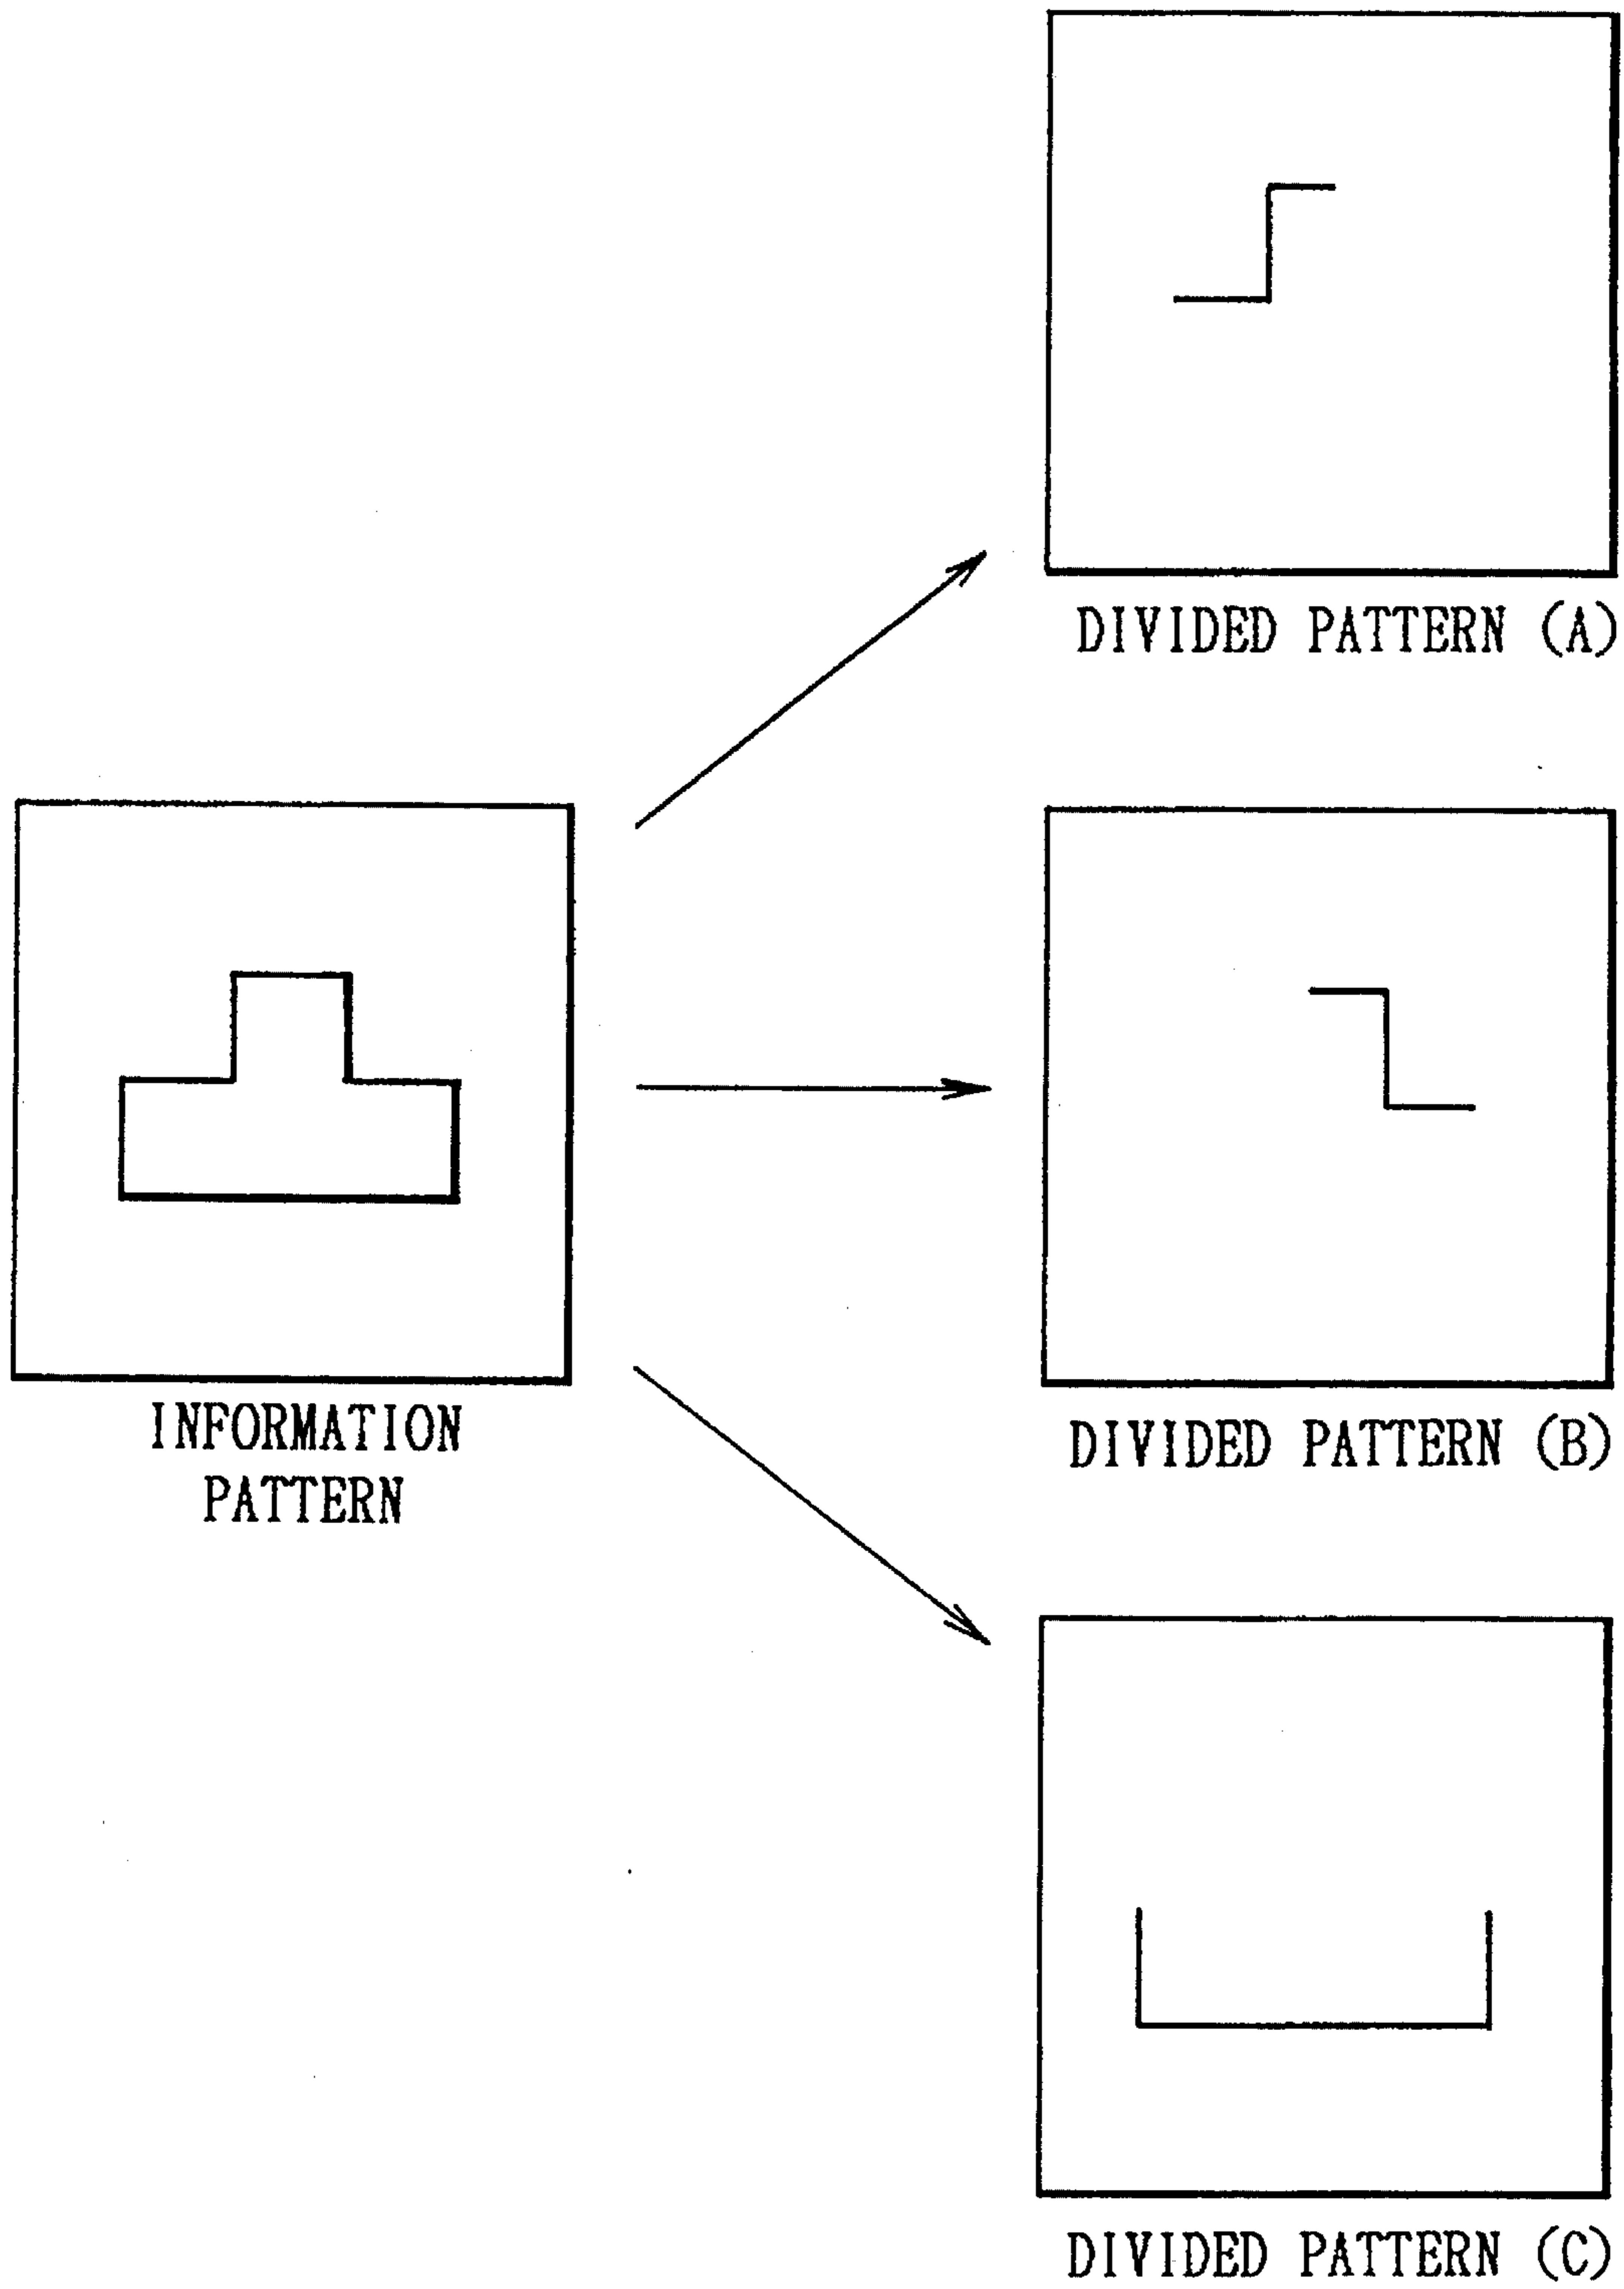 DIVIDED PATTERN (A)
INFORMATION
PATTERN
DIVIDED PATTERN (B)
DIVIDED PATTERN (C)